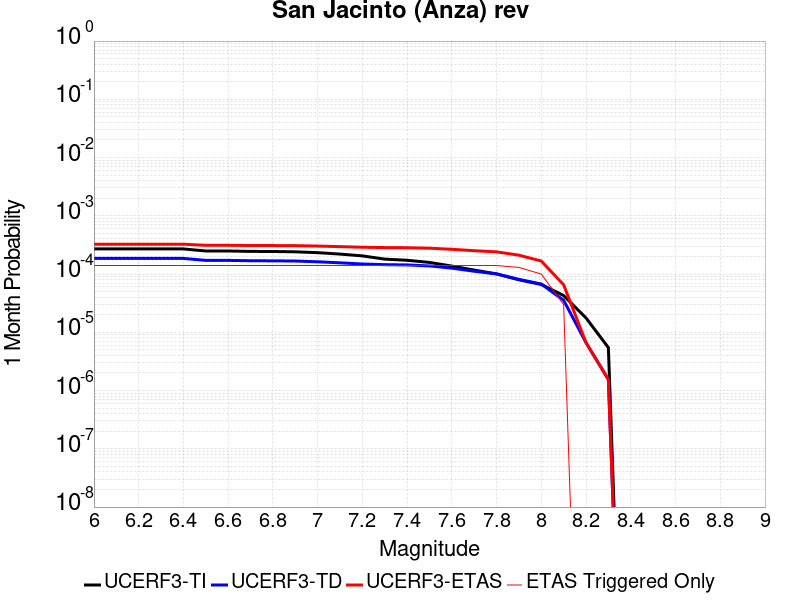 San Jacinto (Anza) rev
10^0
10^-1
10^-2
10^-3
10^-4
10^-5
10^-6
10^-7
10^-8
1 Month Probability
6 6.2 6.4 6.6 6.8 7 7.2 7.4 7.6 7.8 8 8.2 8.4 8.6 8.8 9
Magnitude
UCERF3-TI UCERF3-TD UCERF3-ETAS ETAS Triggered Only